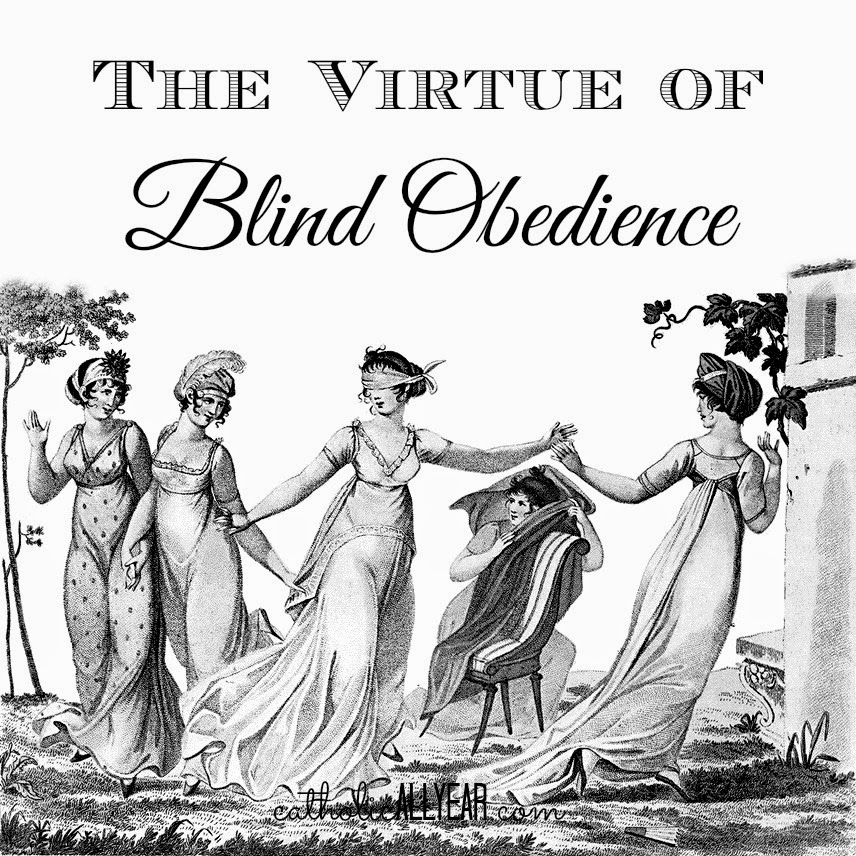 The Virtue of
Blind Obedience
catholicALLYEAR.com